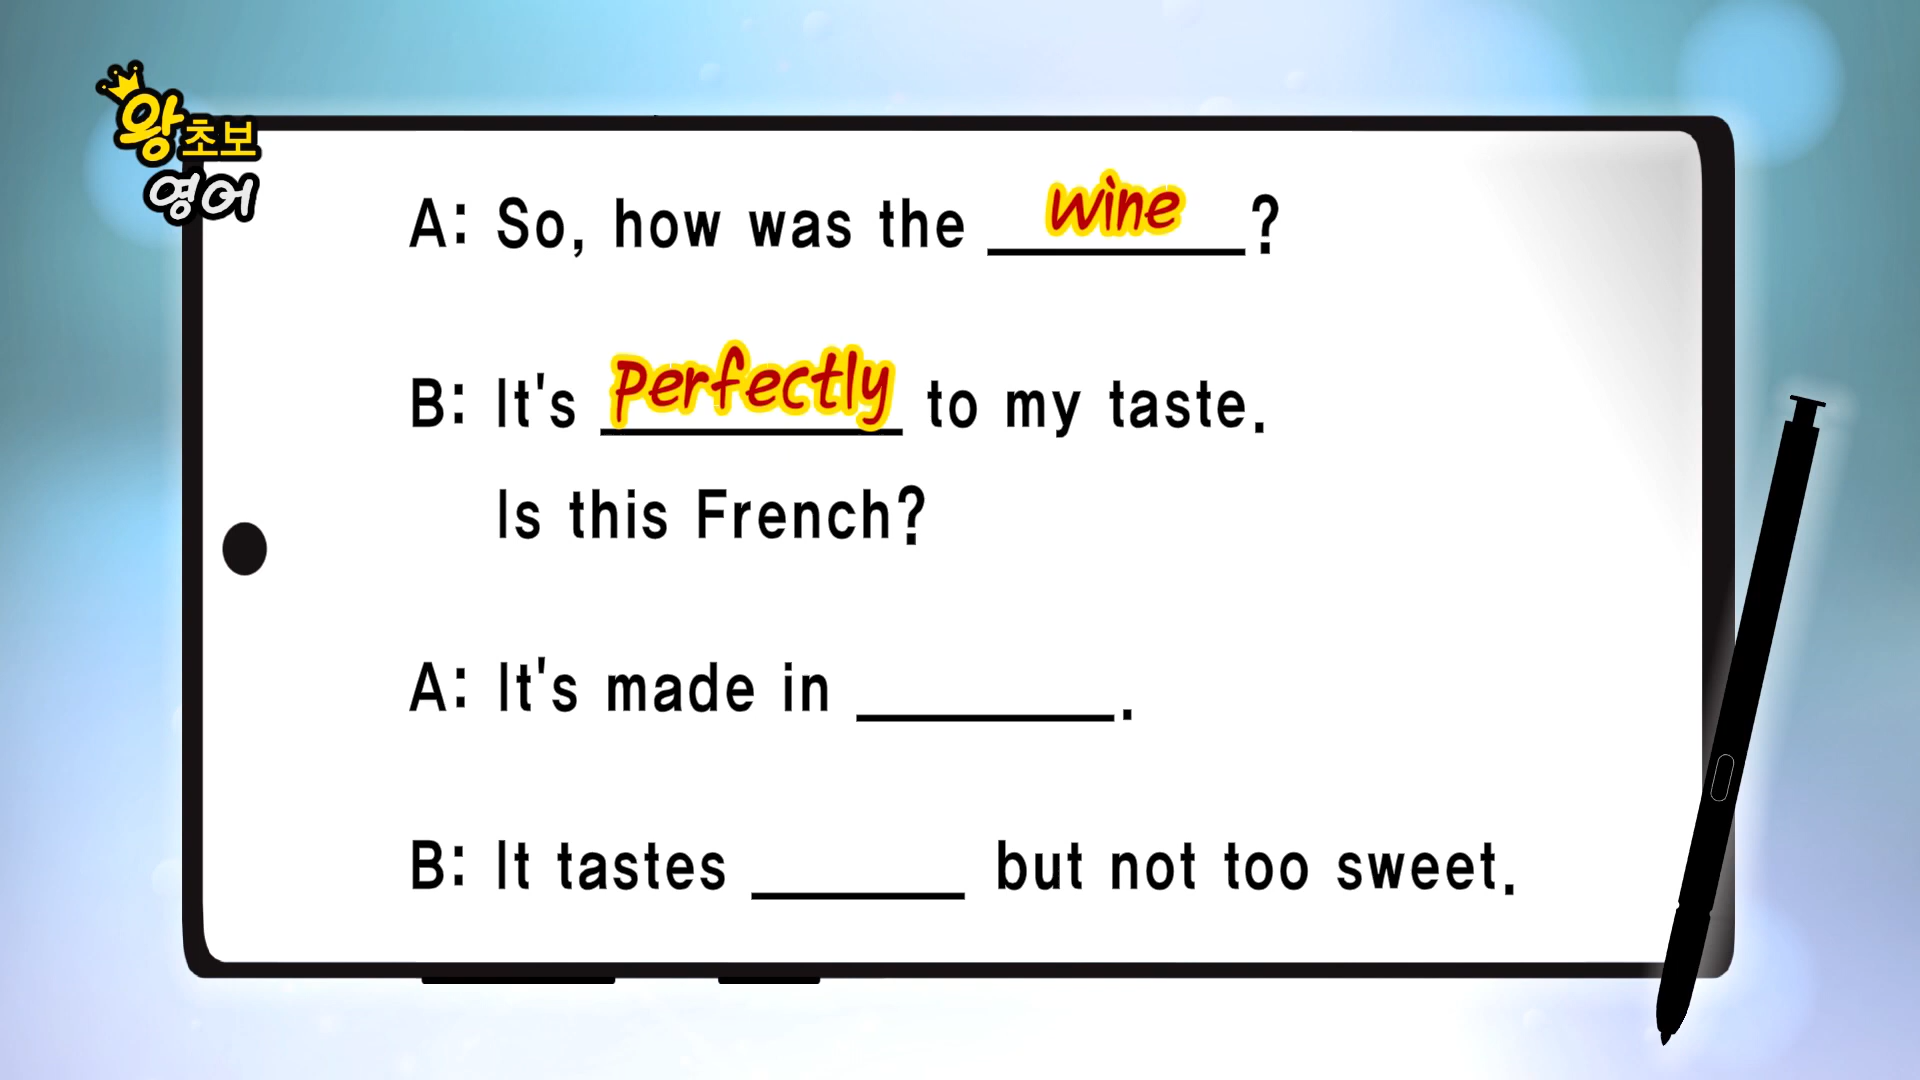 왕초보
영어
A: So, how was the wine?
B: It's perfectly to my taste.
Is this French?
A: It's made in ________.
B: It tastes _______ but not too sweet.